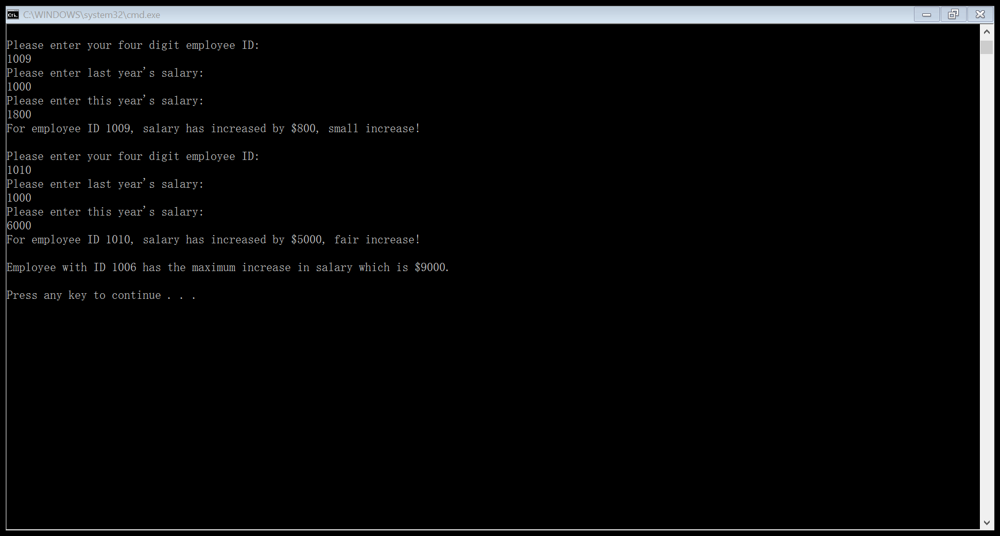 C:\WINDOWS\system32\cmd.exe
Please enter your four digit employee ID:
1009
Please enter last year's salary:
1000
Please enter this year's salary:
1800
For employee ID 1009, salary has increased by $800, small increase!
Please enter your four digit employee ID:
1010
Please enter last year's salary:
1000
Please enter this year's salary:
6000
For employee ID 1010, salary has increased by $5000, fair increase!
Employee with ID 1006 has the maximum increase in salary which is $9000.
Press any key to continue . . .